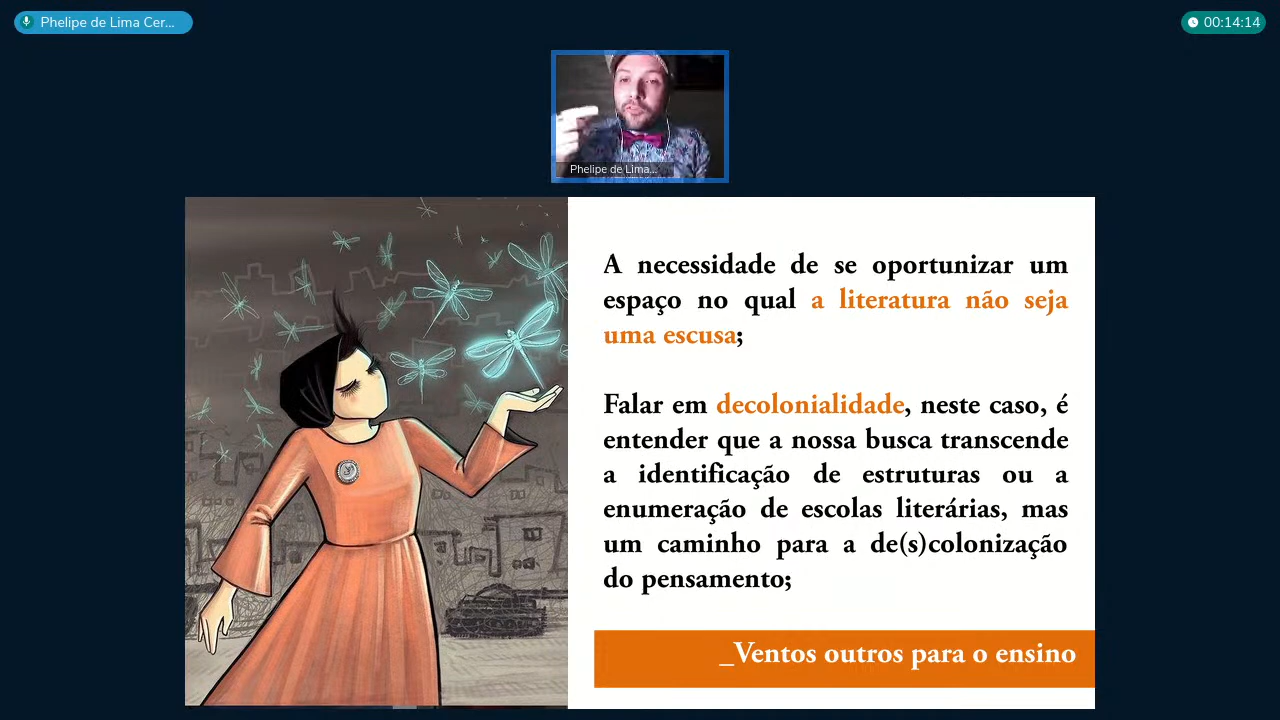 Phelipe de Lima Cer...
00:14:14
Phelipe de Lima...
A necessidade de se oportunizar um
espaço no qual a literatura não seja
uma escusa;
Falar em decolonialidade, neste caso, é
entender que a nossa busca transcende
a identificação de estruturas ou a
enumeração de escolas literárias, mas
um caminho para a de(s)colonização
do pensamento;
_Ventos outros para o ensino